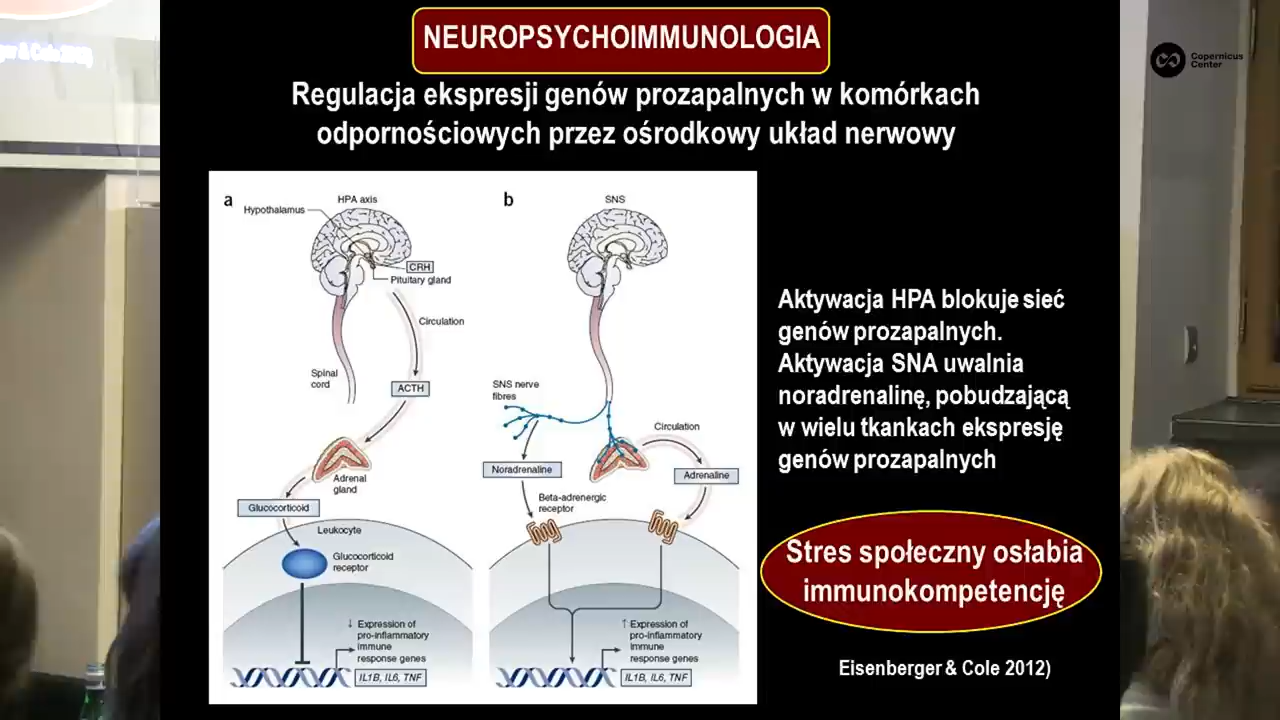 ger & Cole 2012)
NEUROPSYCHOIMMUNOLOGIA
Copernicus
Center
Regulacja ekspresji genów prozapalnych w komórkach
odpornościowych przez ośrodkowy układ nerwowy
a
HPA axis
Hypothalamus
CRH
Pituitary gland
Circulation
Spinal
cord
ACTH
Adrenal
gland
Glucocorticoid
Leukocyte
Glucocorticoid
receptor
↓ Expression of
pro-inflammatory
immune
response genes
IL1B, IL6, TNF
b
SNS
SNS nerve
fibres
Circulation
Noradrenaline
Adrenaline
Beta-adrenergic
receptor
↑ Expression of
pro-inflammatory
immune
response genes
IL1B, IL6, TNF
Aktywacja HPA blokuje sieć
genów prozapalnych.
Aktywacja SNA uwalnia
noradrenalinę, pobudzającą
w wielu tkankach ekspresję
genów prozapalnych
Stres społeczny osłabia
immunokompetencję
Eisenberger & Cole 2012)